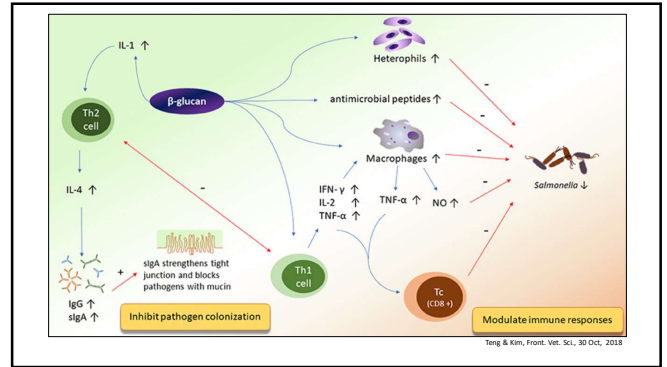 IL-1 ↑
Heterophils ↑
β-glucan
antimicrobial peptides ↑
Th2
cell
Macrophages ↑
Salmonella ↓
IL-4 ↑
IFN- γ ↑
IL-2 ↑
TNF-α ↑
TNF-α ↑
NO ↑
-
-
-
-
-
-
+
sIgA strengthens tight
junction and blocks
pathogens with mucin
Th1
cell
Tc
(CD8 +)
IgG ↑
sIgA ↑
Inhibit pathogen colonization
Modulate immune responses
Teng & Kim, Front. Vet. Sci., 30 Oct, 2018